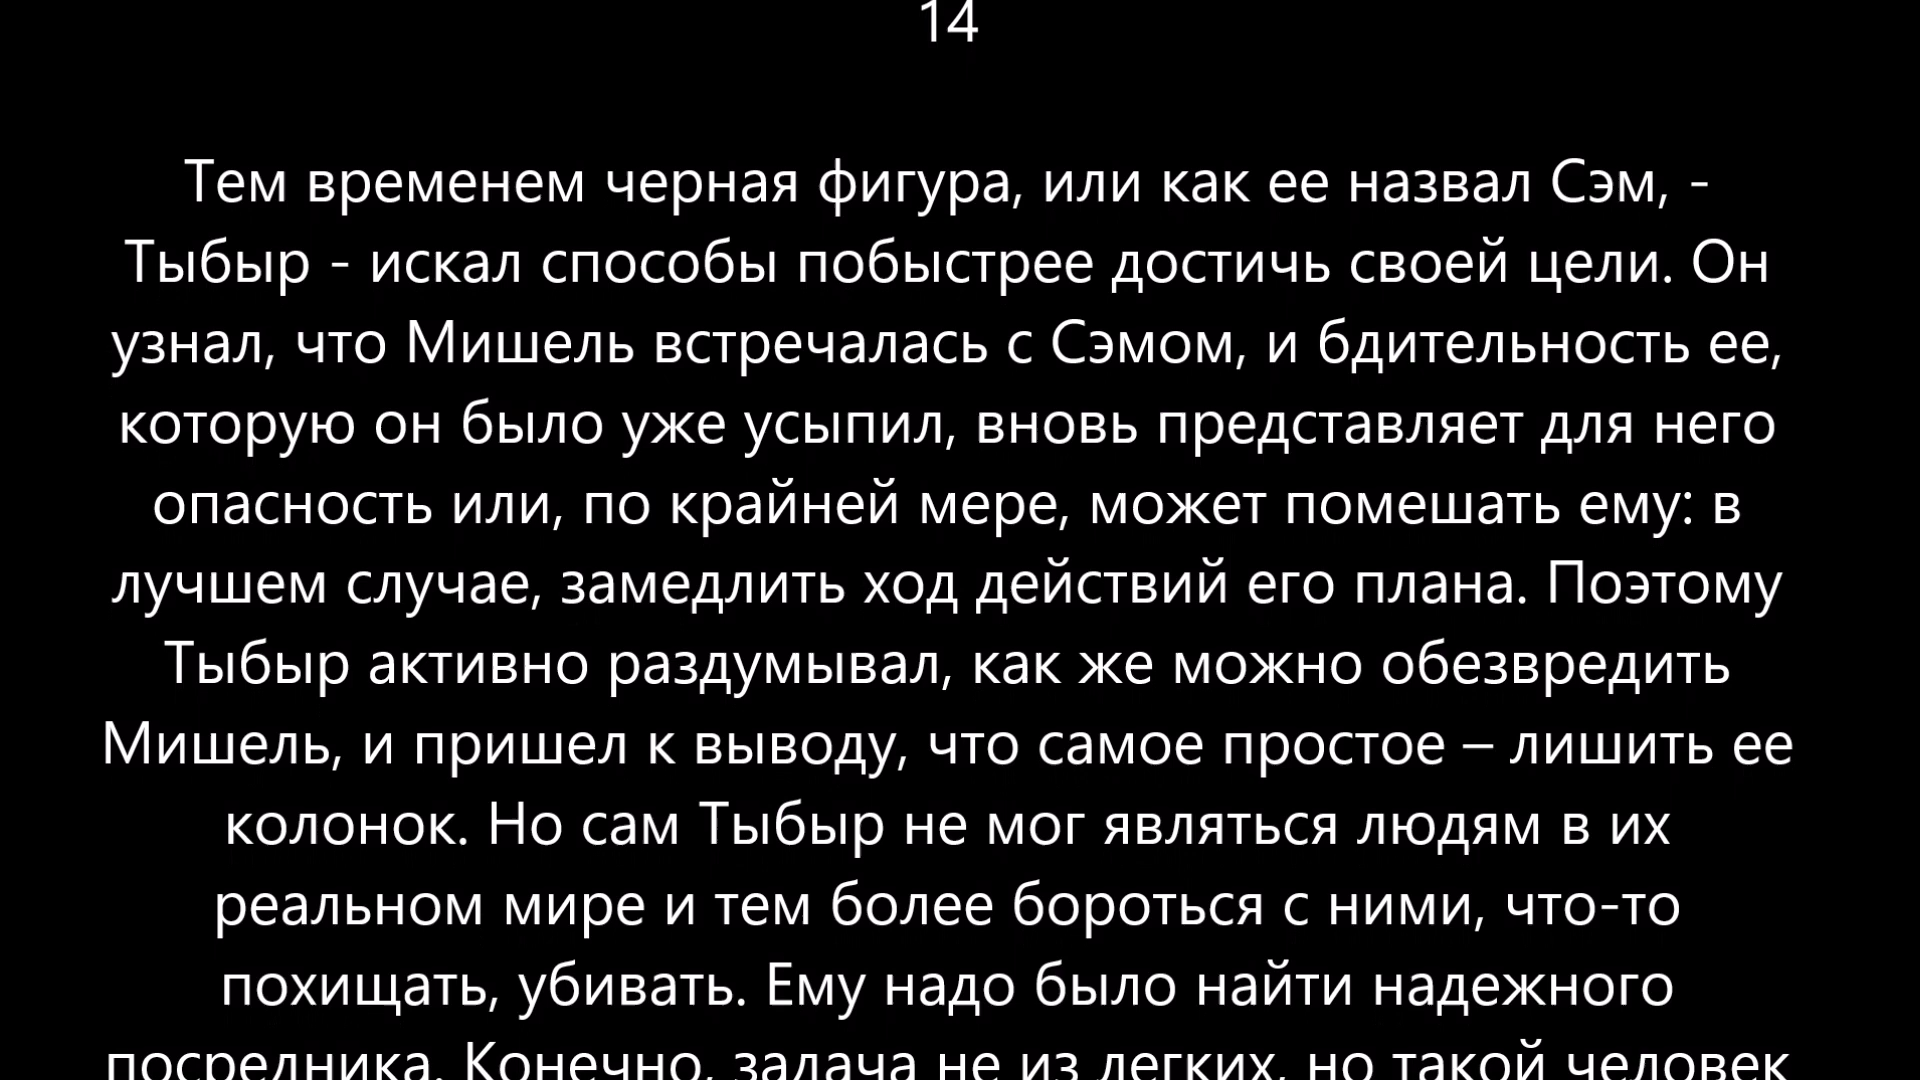 14
Тем временем черная фигура, или как ее назвал Сэм, -
Тыбыр - искал способы побыстрее достичь своей цели. Он
узнал, что Мишель встречалась с Сэмом, и бдительность ее,
которую он было уже усыпил, вновь представляет для него
опасность или, по крайней мере, может помешать ему: в
лучшем случае, замедлить ход действий его плана. Поэтому
Тыбыр активно раздумывал, как же можно обезвредить
Мишель, и пришел к выводу, что самое простое – лишить ее
колонок. Но сам Тыбыр не мог являться людям в их
реальном мире и тем более бороться с ними, что-то
похищать, убивать. Ему надо было найти надежного
посредника. Конечно, задача не из легких, но такой человек